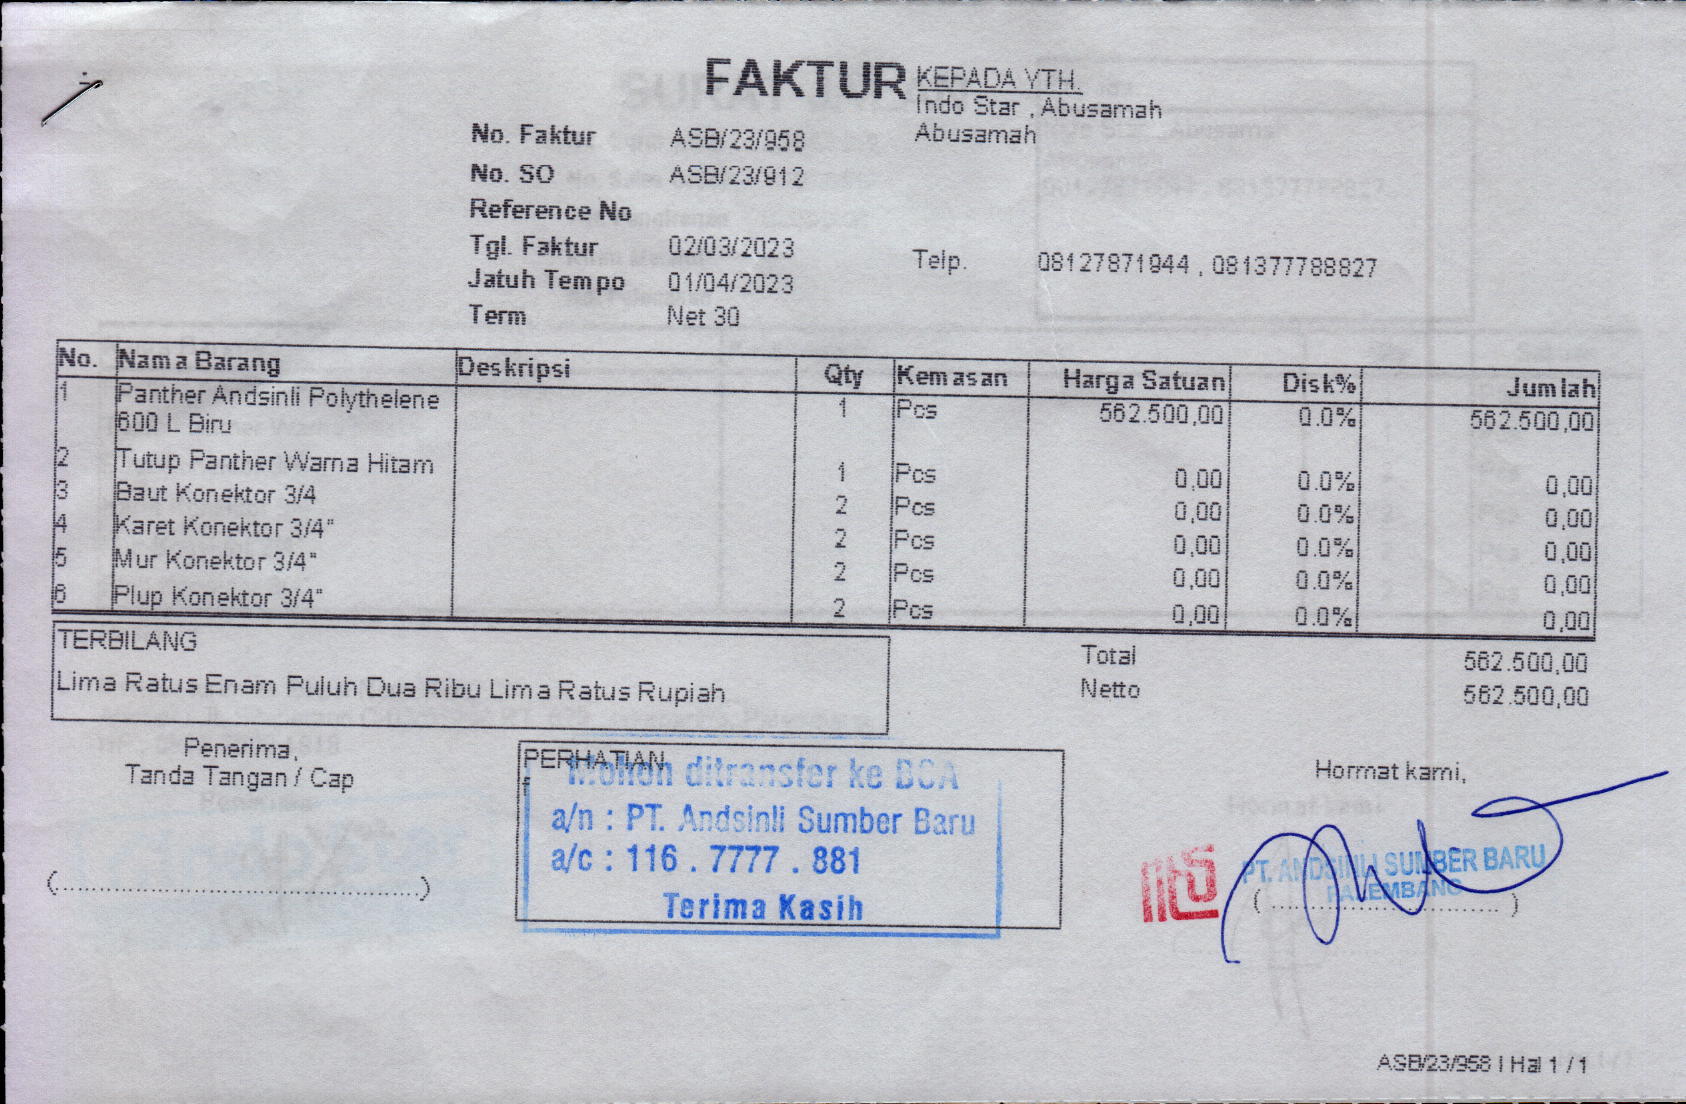 FAKTUR
KEPADA YTH.
Indo Star , Abusamah
Abusamah
No. Faktur ASB/23/958
No. SO ASB/23/912
Reference No
Tgl. Faktur 02/03/2023
Jatuh Tempo 01/04/2023
Term Net 30
Telp. 08127871944 , 081377788827
No. Nama Barang Deskripsi Qty Kemasan Harga Satuan Disk% Jumlah
1 Panther Andsinli Polythelene 1 Pcs 562.500,00 0.0% 562.500,00
600 L Biru
2 Tutup Panther Warna Hitam 1 Pcs 0,00 0.0% 0,00
3 Baut Konektor 3/4 2 Pcs 0,00 0.0% 0,00
4 Karet Konektor 3/4" 2 Pcs 0,00 0.0% 0,00
5 Mur Konektor 3/4" 2 Pcs 0,00 0.0% 0,00
6 Plup Konektor 3/4" 2 Pcs 0,00 0.0% 0,00
TERBILANG
Lima Ratus Enam Puluh Dua Ribu Lima Ratus Rupiah
Total 562.500,00
Netto 562.500,00
Penerima,
Tanda Tangan / Cap
(..........................................)
PERHATIAN
Mohon ditransfer ke BCA
a/n : PT. Andsinli Sumber Baru
a/c : 116 . 7777 . 881
Terima Kasih
Hormat kami,
PT. ANDSINLI SUMBER BARU
PALEMBANG
(..............................)
ASB/23/958 | Hal 1 / 1